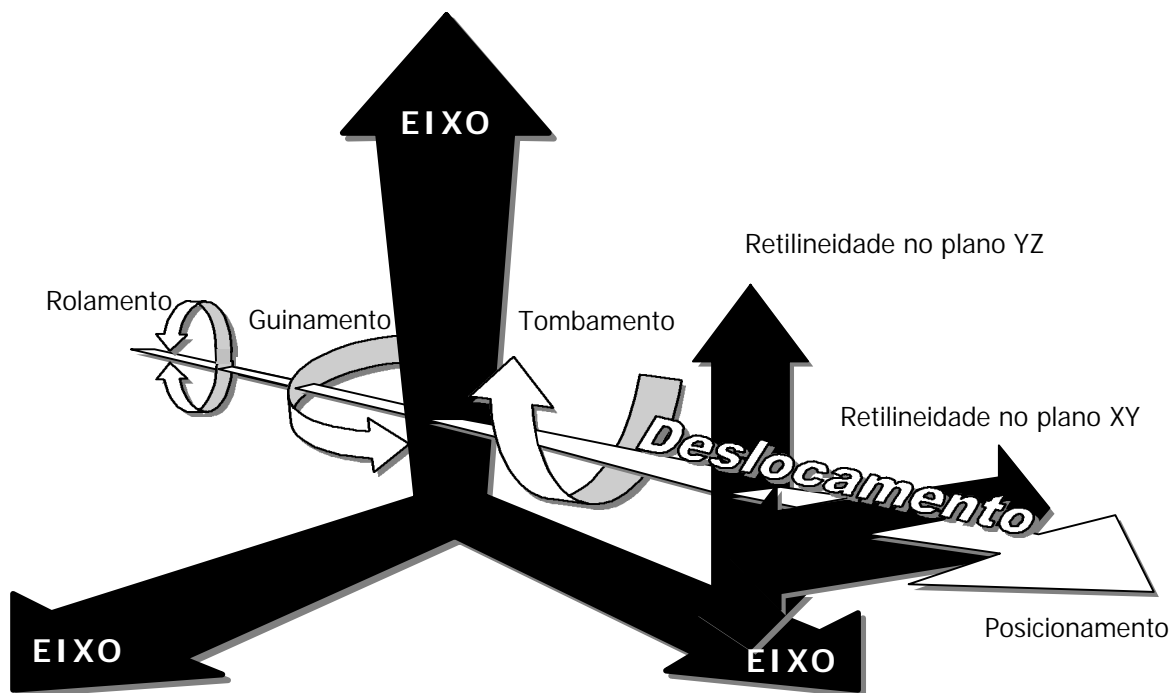 EIXO
Retilineidade no plano YZ
Rolamento
Guinamento
Tombamento
Retilineidade no plano XY
Deslocamento
Posicionamento
EIXO
EIXO